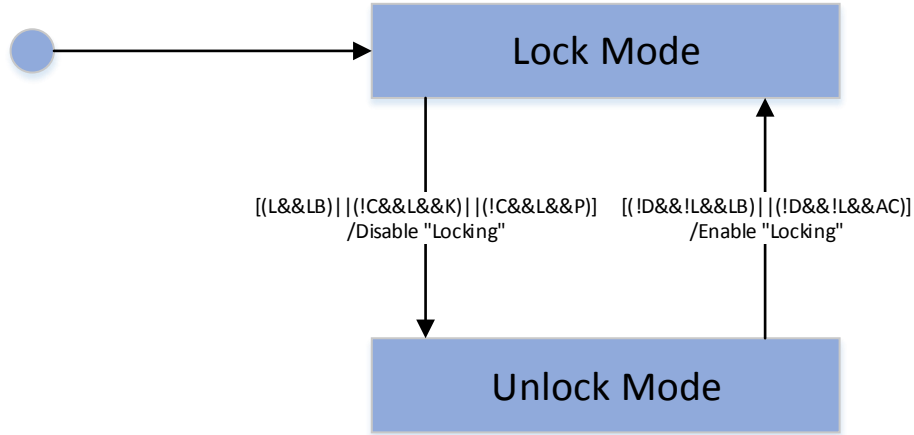 Lock Mode
[(L&&LB)||(!C&&L&&K)||(!C&&L&&P)]
/Disable "Locking"
[(!D&&!L&&LB)||(!D&&!L&&AC)]
/Enable "Locking"
Unlock Mode